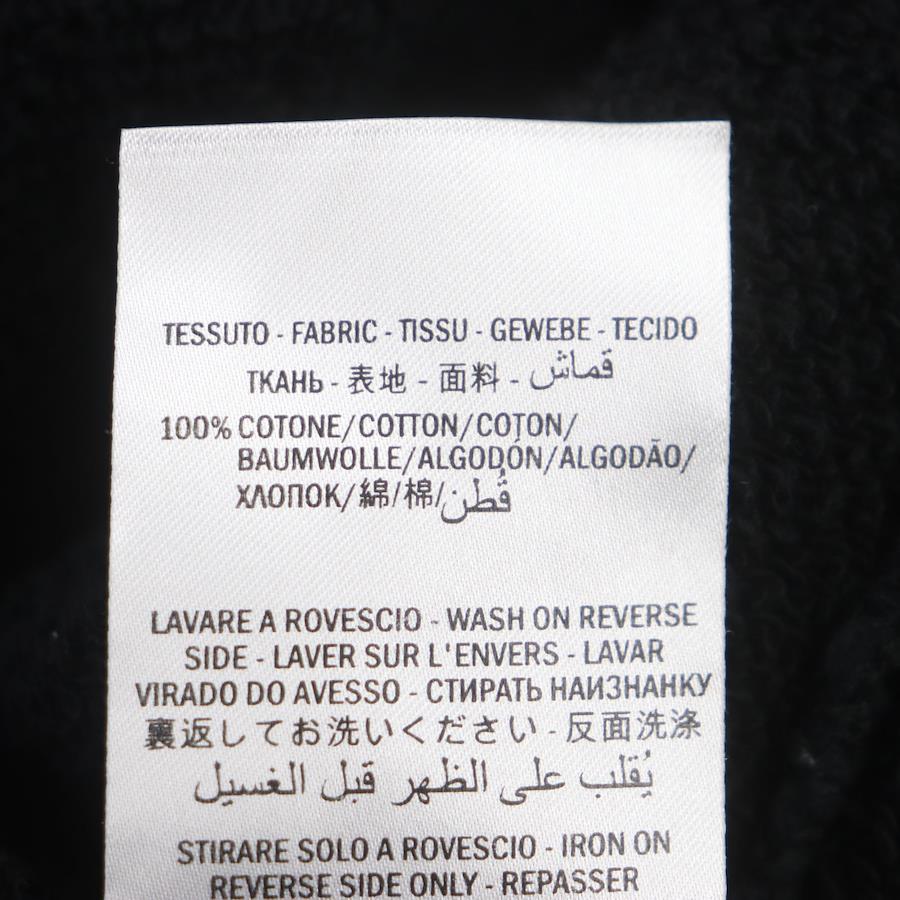 TESSUTO - FABRIC - TISSU - GEWEBE - TECIDO
ТКАНЬ - 表地 - 面料 - قماش
100% COTONE/COTTON/COTON/
BAUMWOLLE/ALGODÓN/ALGODÃO/
ХЛОПОК/綿/棉/قُطن
LAVARE A ROVESCIO - WASH ON REVERSE
SIDE - LAVER SUR L'ENVERS - LAVAR
VIRADO DO AVESSO - СТИРАТЬ НАИЗНАНКУ
裏返してお洗いください - 反面洗涤
يُقلب على الظهر قبل الغسيل
STIRARE SOLO A ROVESCIO - IRON ON
REVERSE SIDE ONLY - REPASSER